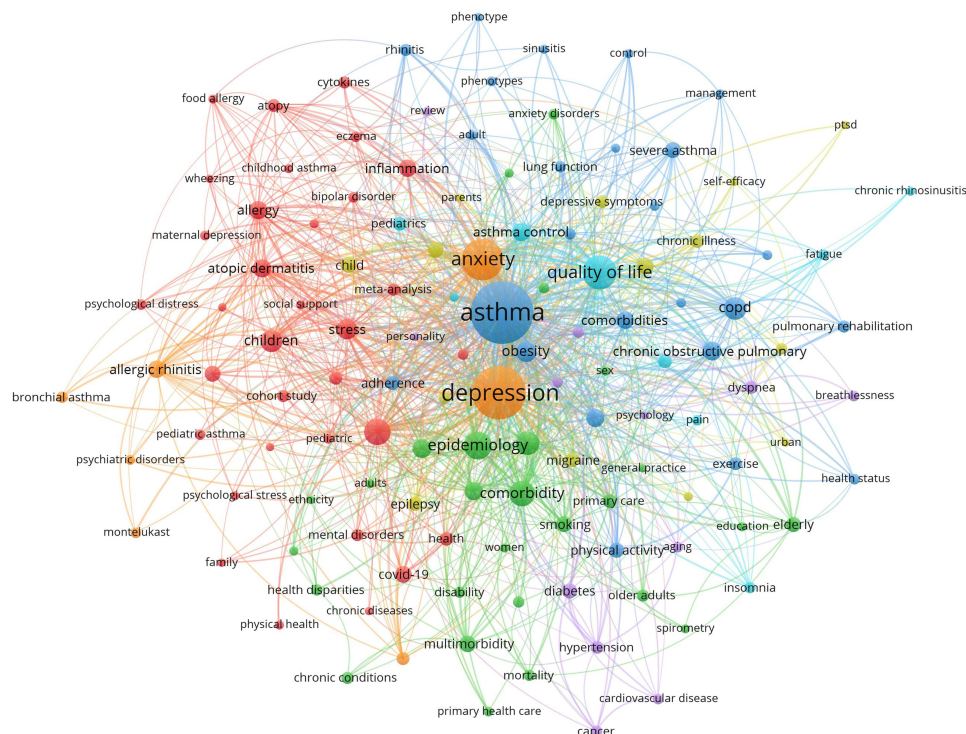 phenotype
rhinitis
sinusitis
control
phenotypes
cytokines
management
food allergy
atopy
review
anxiety disorders
ptsd
eczema
adult
severe asthma
childhood asthma
inflammation
lung function
wheezing
self-efficacy
chronic rhinosinusitis
bipolar disorder
parents
depressive symptoms
allergy
pediatrics
asthma control
maternal depression
chronic illness
anxiety
fatigue
child
quality of life
atopic dermatitis
meta-analysis
psychological distress
social support
asthma
copd
comorbidities
pulmonary rehabilitation
stress
personality
children
obesity
chronic obstructive pulmonary
allergic rhinitis
sex
adherence
dyspnea
bronchial asthma
cohort study
depression
breathlessness
psychology
pain
pediatric asthma
pediatric
epidemiology
urban
psychiatric disorders
migraine
general practice
exercise
health status
adults
psychological stress
ethnicity
epilepsy
comorbidity
primary care
montelukast
mental disorders
health
smoking
education
elderly
women
physical activity
aging
family
covid-19
health disparities
disability
diabetes
older adults
insomnia
chronic diseases
physical health
spirometry
multimorbidity
hypertension
chronic conditions
mortality
cardiovascular disease
primary health care
cancer